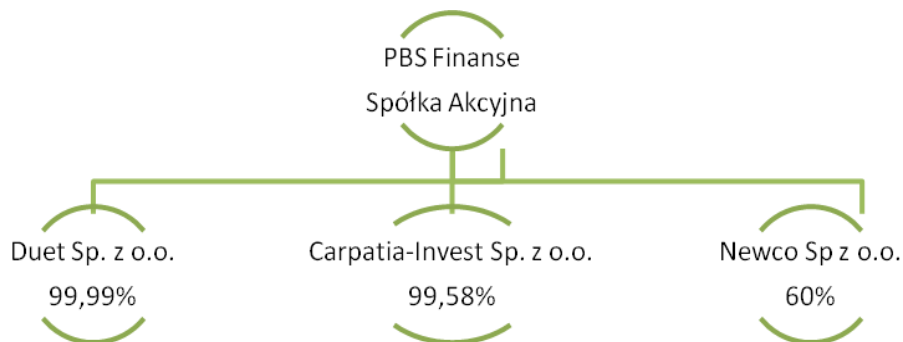 PBS Finanse
Spółka Akcyjna
Duet Sp. z o.o.
99,99%
Carpatia-Invest Sp. z o.o.
99,58%
Newco Sp z o.o.
60%